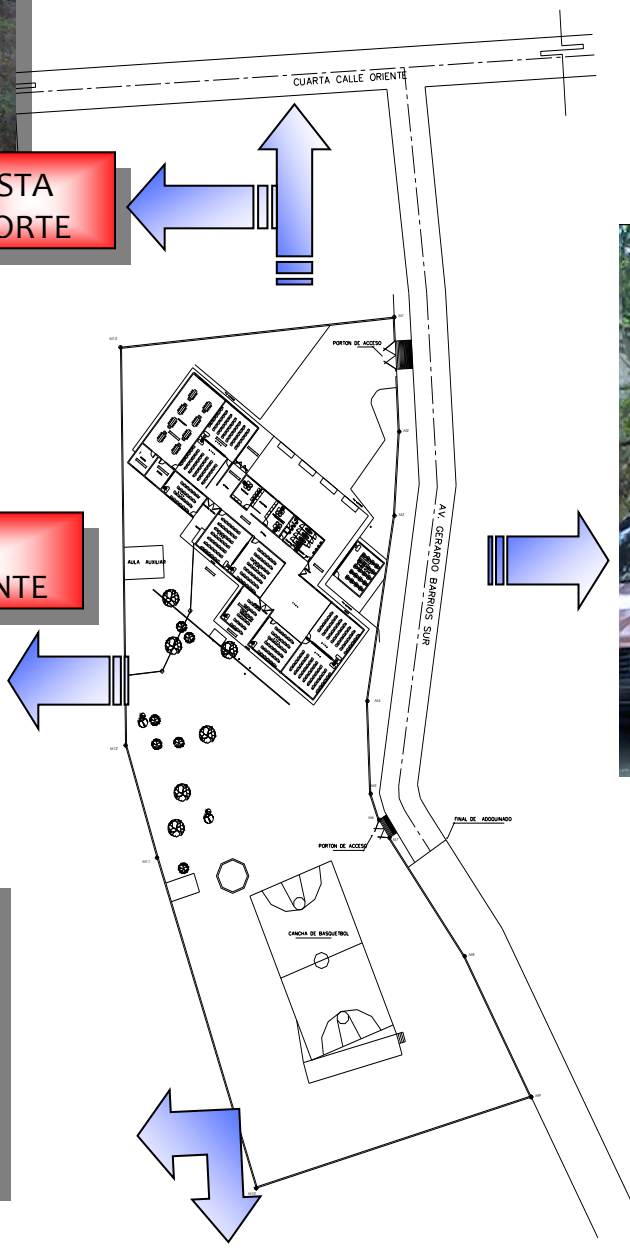 CUARTA CALLE ORIENTE
STA
ORTE
PORTON DE ACCESO
NTE
AV. GERARDO BARRIOS SUR
AULA AUXILIAR
FINAL DE ADOQUINADO
PORTON DE ACCESO
CANCHA DE BASQUETBOL